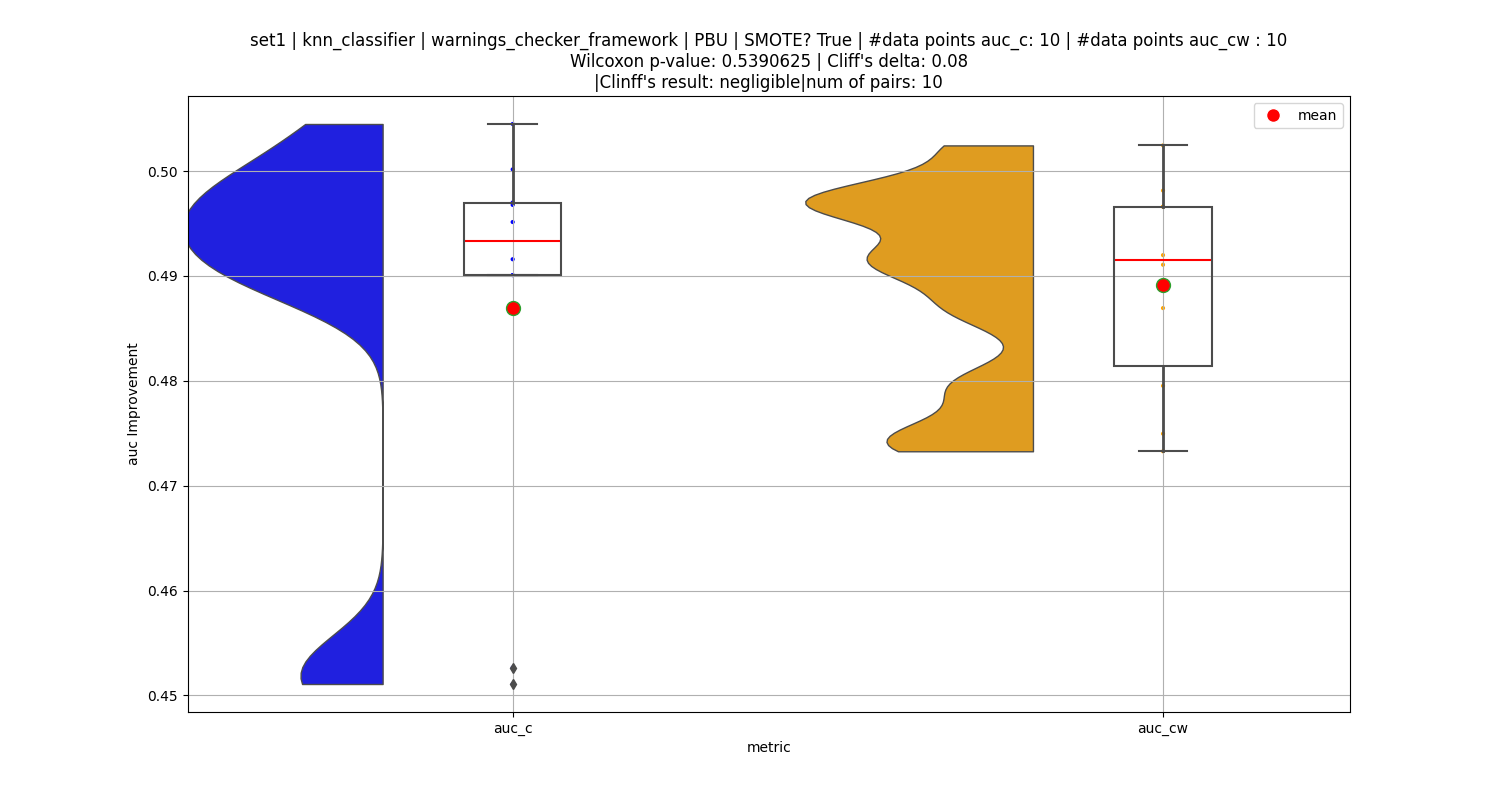 set1 | knn_classifier | warnings_checker_framework | PBU | SMOTE? True | #data points auc_c: 10 | #data points auc_cw : 10
Wilcoxon p-value: 0.5390625 | Cliff's delta: 0.08
|Clinff's result: negligible|num of pairs: 10
mean
0.50
0.49
0.48
0.47
0.46
0.45
auc Improvement
auc_c
auc_cw
metric